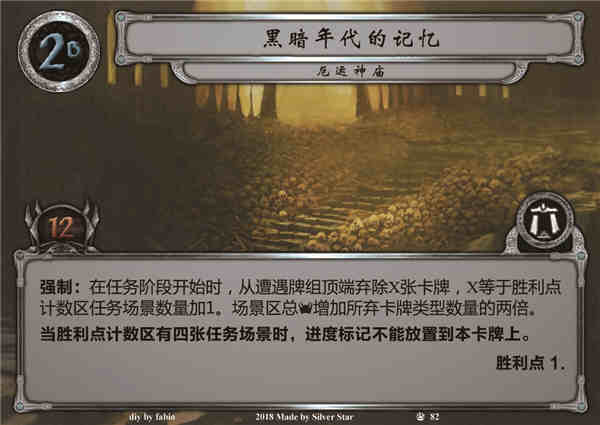 2B
黑暗年代的记忆
厄运神庙
12
强制：在任务阶段开始时，从遭遇牌组顶端弃除X张卡牌，X等于胜利点
计数区任务场景数量加1。场景区总增加所弃卡牌类型数量的两倍。
当胜利点计数区有四张任务场景时，进度标记不能放置到本卡牌上。
胜利点 1.
diy by fabio 2018 Made by Silver Star 82